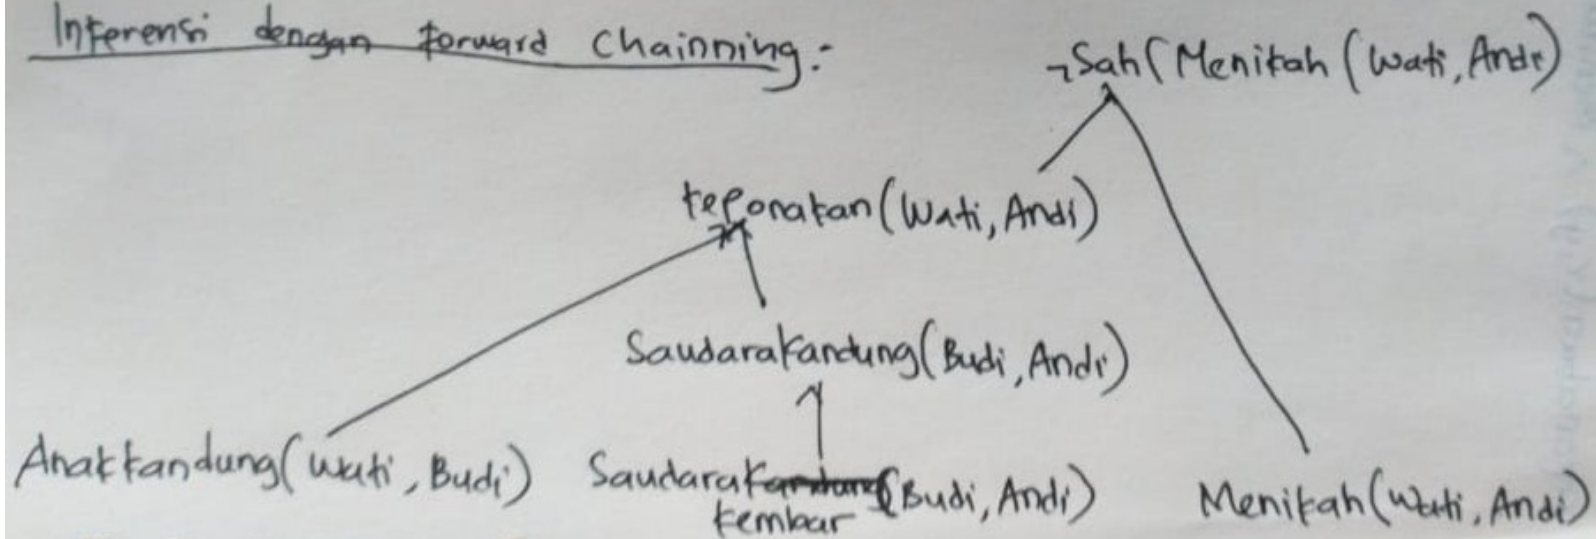 Inferensi dengan forward Chainning :-
¬Sah(Menikah (Wati, Andi)
keponakan(Wati, Andi)
Saudarakandung(Budi, Andi)
Anakkandung(Wati, Budi)
Saudarakandung(Budi, Andi)
kembar
Menikah(Wati, Andi)